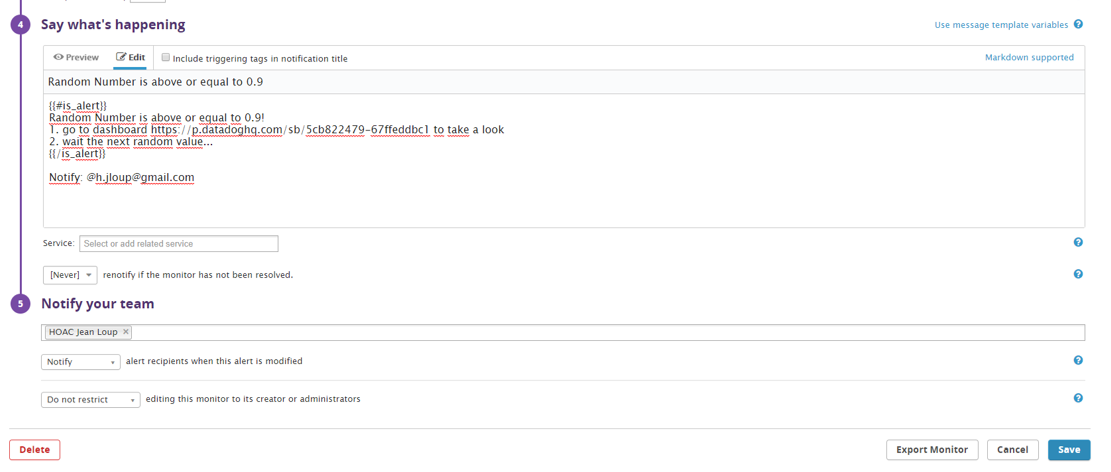 4 Say what's happening Use message template variables ?
Preview Edit Include triggering tags in notification title Markdown supported
Random Number is above or equal to 0.9
{{#is_alert}}
Random Number is above or equal to 0.9!
1. go to dashboard https://p.datadoghq.com/sb/5cb822479-67ffeddbc1 to take a look
2. wait the next random value...
{{/is_alert}}
Notify: @h.jloup@gmail.com
Service: Select or add related service ?
[Never] renotify if the monitor has not been resolved. ?
5 Notify your team
HOAC Jean Loup ×
Notify alert recipients when this alert is modified ?
Do not restrict editing this monitor to its creator or administrators ?
Delete Export Monitor Cancel Save